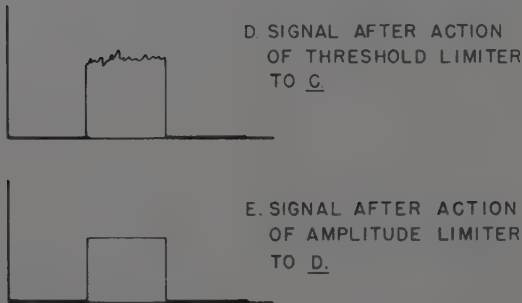 D. SIGNAL AFTER ACTION
OF THRESHOLD LIMITER
TO C.
E. SIGNAL AFTER ACTION
OF AMPLITUDE LIMITER
TO D.